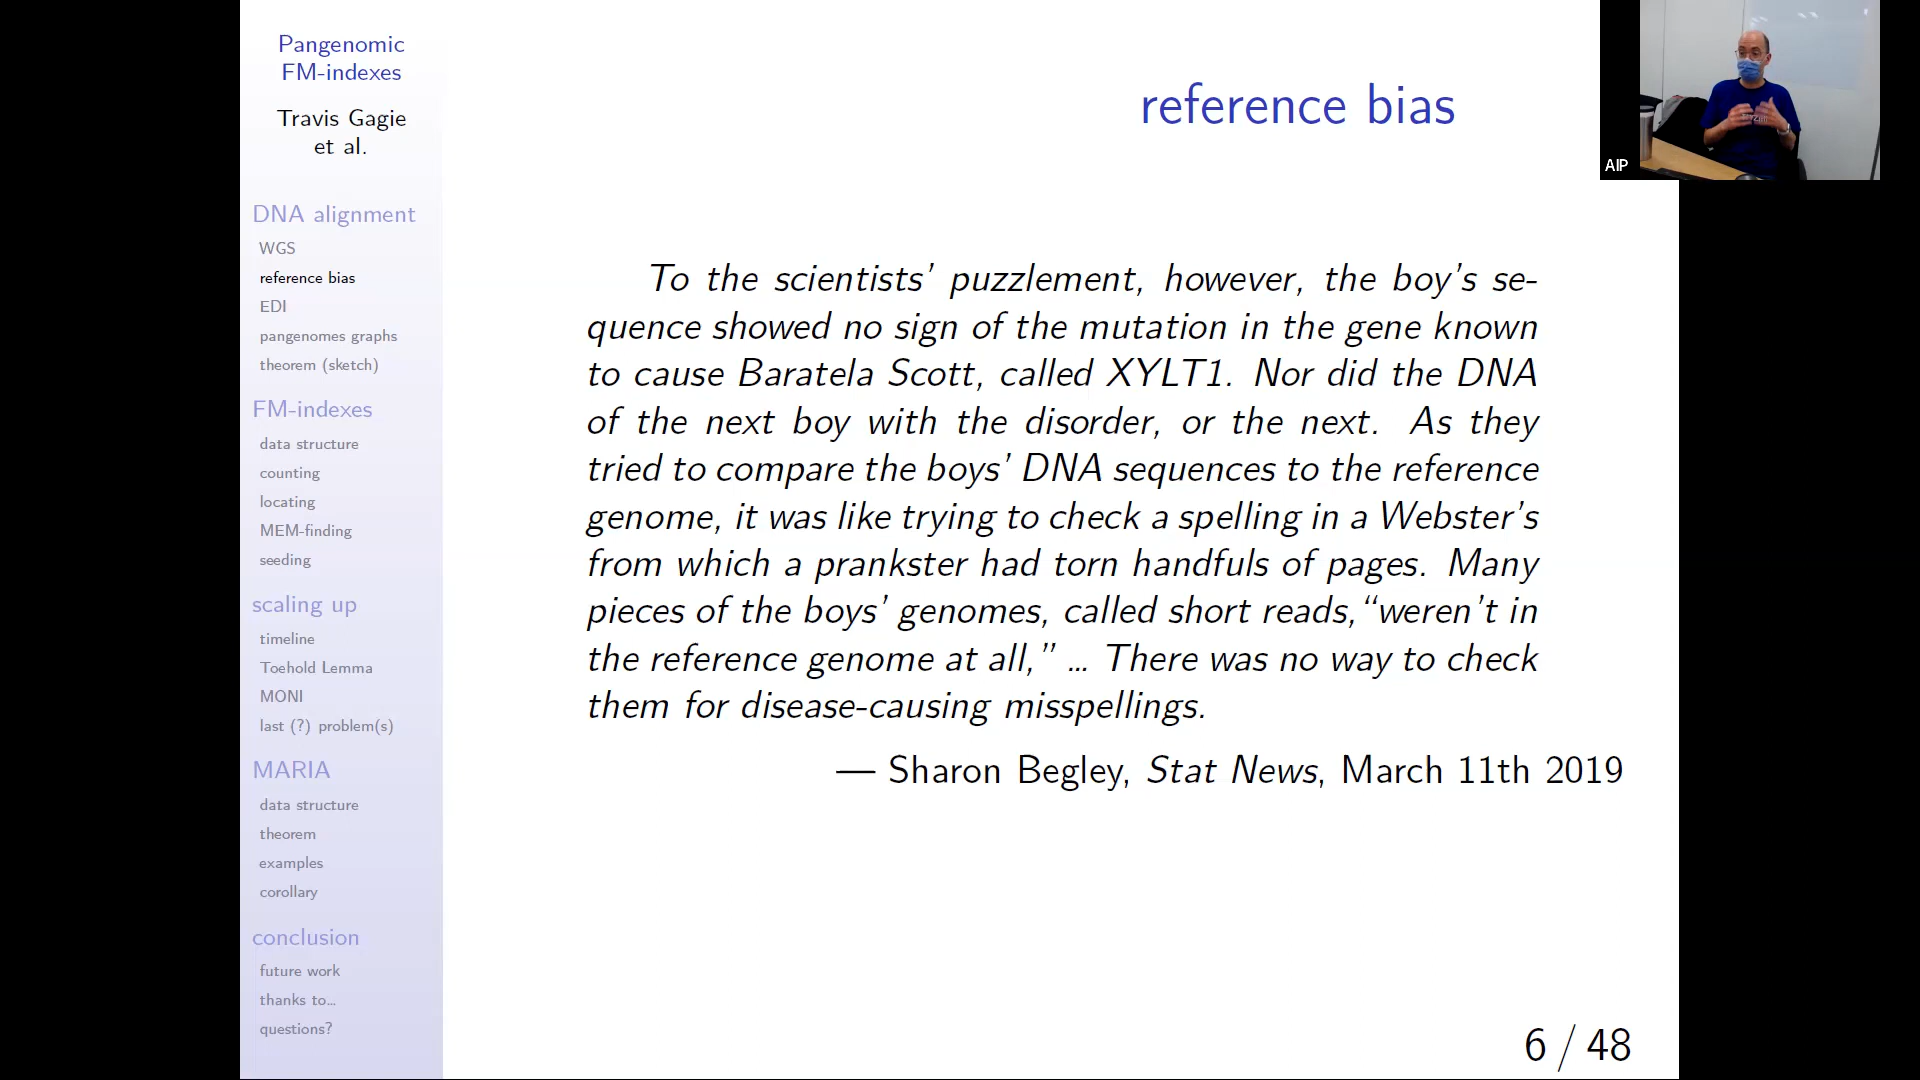 Pangenomic
FM-indexes
Travis Gagie
et al.
DNA alignment
WGS
reference bias
EDI
pangenomes graphs
theorem (sketch)
FM-indexes
data structure
counting
locating
MEM-finding
seeding
scaling up
timeline
Toehold Lemma
MONI
last (?) problem(s)
MARIA
data structure
theorem
examples
corollary
conclusion
future work
thanks to…
questions?
reference bias
To the scientists’ puzzlement, however, the boy’s se-
quence showed no sign of the mutation in the gene known
to cause Baratela Scott, called XYLT1. Nor did the DNA
of the next boy with the disorder, or the next. As they
tried to compare the boys’ DNA sequences to the reference
genome, it was like trying to check a spelling in a Webster’s
from which a prankster had torn handfuls of pages. Many
pieces of the boys’ genomes, called short reads,“weren’t in
the reference genome at all,” … There was no way to check
them for disease-causing misspellings.
— Sharon Begley, Stat News, March 11th 2019
6 / 48
AIP